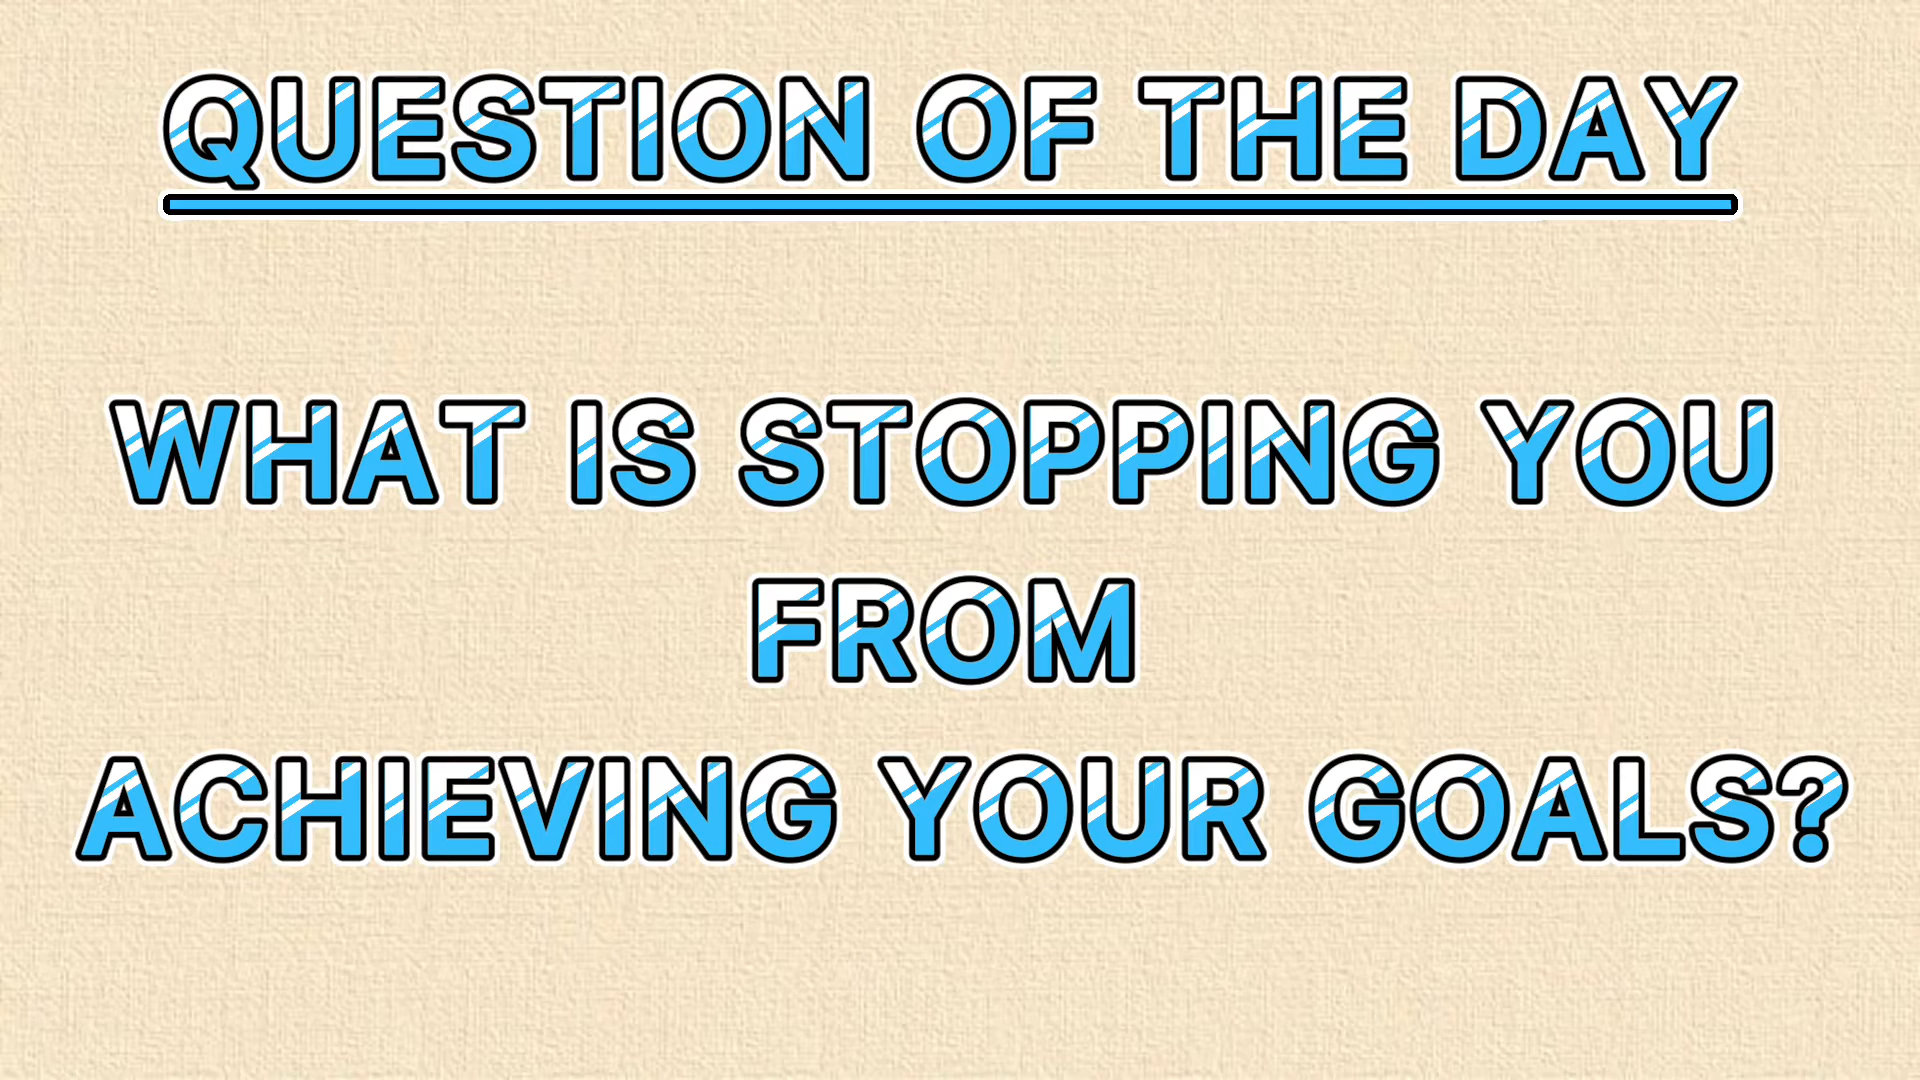 QUESTION OF THE DAY
WHAT IS STOPPING YOU
FROM
ACHIEVING YOUR GOALS?